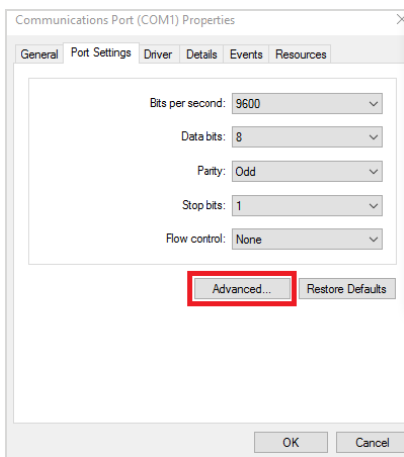 Communications Port (COM1) Properties
General Port Settings Driver Details Events Resources
Bits per second: 9600
Data bits: 8
Parity: Odd
Stop bits: 1
Flow control: None
Advanced... Restore Defaults
OK Cancel